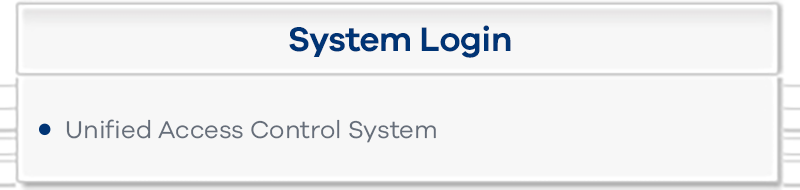 System Login
Unified Access Control System